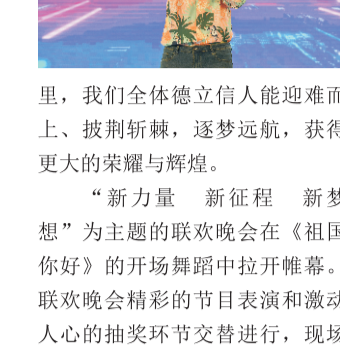 里，我们全体德立信人能迎难而
上、披荆斩棘，逐梦远航，获得
更大的荣耀与辉煌。
“新力量　新征程　新梦
想”为主题的联欢晚会在《祖国
你好》的开场舞蹈中拉开帷幕。
联欢晚会精彩的节目表演和激动
人心的抽奖环节交替进行，现场